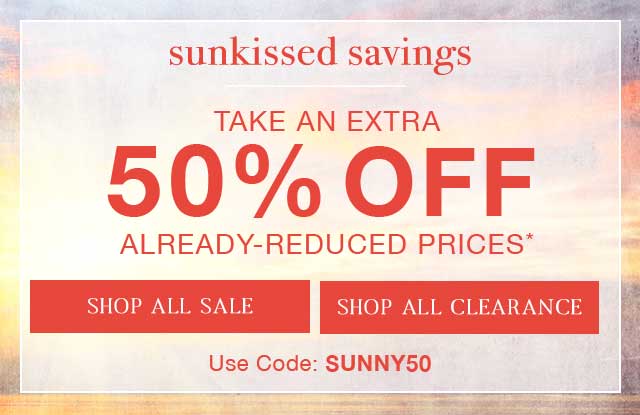 sunkissed savings
TAKE AN EXTRA
50% OFF
ALREADY-REDUCED PRICES*
SHOP ALL SALE
SHOP ALL CLEARANCE
Use Code: SUNNY50